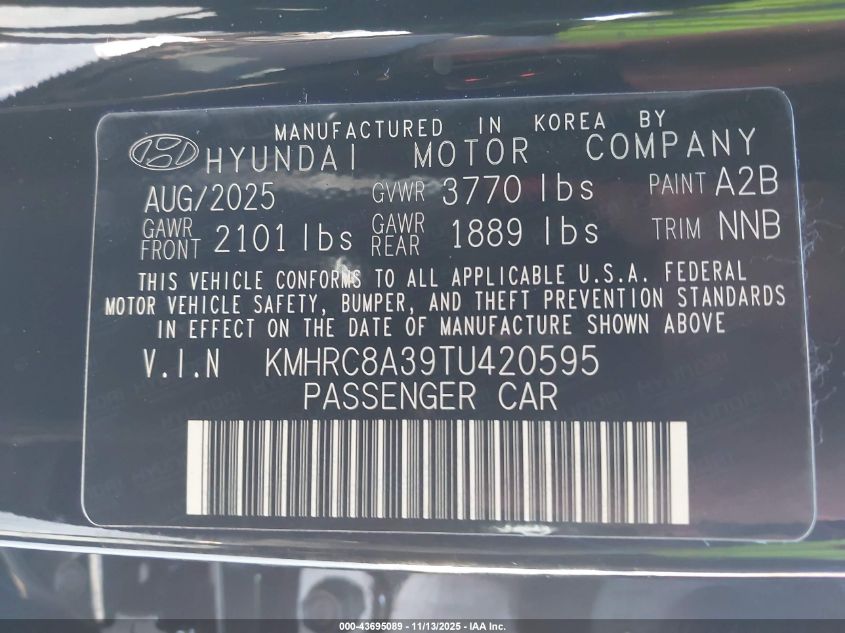 MANUFACTURED IN KOREA BY
HYUNDAI MOTOR COMPANY
AUG/2025 GVWR 3770 lbs PAINT A2B
GAWR FRONT 2101 lbs GAWR REAR 1889 lbs TRIM NNB
THIS VEHICLE CONFORMS TO ALL APPLICABLE U.S.A. FEDERAL
MOTOR VEHICLE SAFETY, BUMPER, AND THEFT PREVENTION STANDARDS
IN EFFECT ON THE DATE OF MANUFACTURE SHOWN ABOVE
V.I.N KMHRC8A39TU420595
PASSENGER CAR
000-43695089 - 11/13/2025 - IAA Inc.